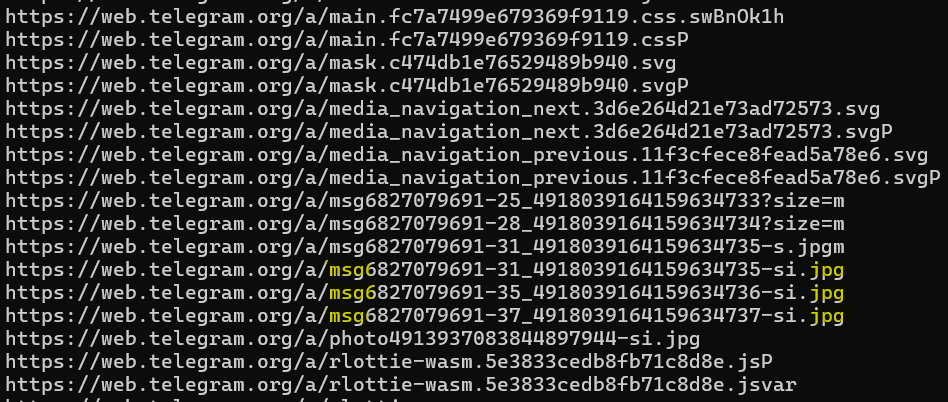 https://web.telegram.org/a/main.fc7a7499e679369f9119.css.swBnOk1h
https://web.telegram.org/a/main.fc7a7499e679369f9119.cssP
https://web.telegram.org/a/mask.c474db1e76529489b940.svg
https://web.telegram.org/a/mask.c474db1e76529489b940.svgP
https://web.telegram.org/a/media_navigation_next.3d6e264d21e73ad72573.svg
https://web.telegram.org/a/media_navigation_next.3d6e264d21e73ad72573.svgP
https://web.telegram.org/a/media_navigation_previous.11f3cfece8fead5a78e6.svg
https://web.telegram.org/a/media_navigation_previous.11f3cfece8fead5a78e6.svgP
https://web.telegram.org/a/msg6827079691-25_4918039164159634733?size=m
https://web.telegram.org/a/msg6827079691-28_4918039164159634734?size=m
https://web.telegram.org/a/msg6827079691-31_4918039164159634735-s.jpgm
https://web.telegram.org/a/msg6827079691-31_4918039164159634735-si.jpg
https://web.telegram.org/a/msg6827079691-35_4918039164159634736-si.jpg
https://web.telegram.org/a/msg6827079691-37_4918039164159634737-si.jpg
https://web.telegram.org/a/photo4913937083844897944-si.jpg
https://web.telegram.org/a/rlottie-wasm.5e3833cedb8fb71c8d8e.jsP
https://web.telegram.org/a/rlottie-wasm.5e3833cedb8fb71c8d8e.jsvar